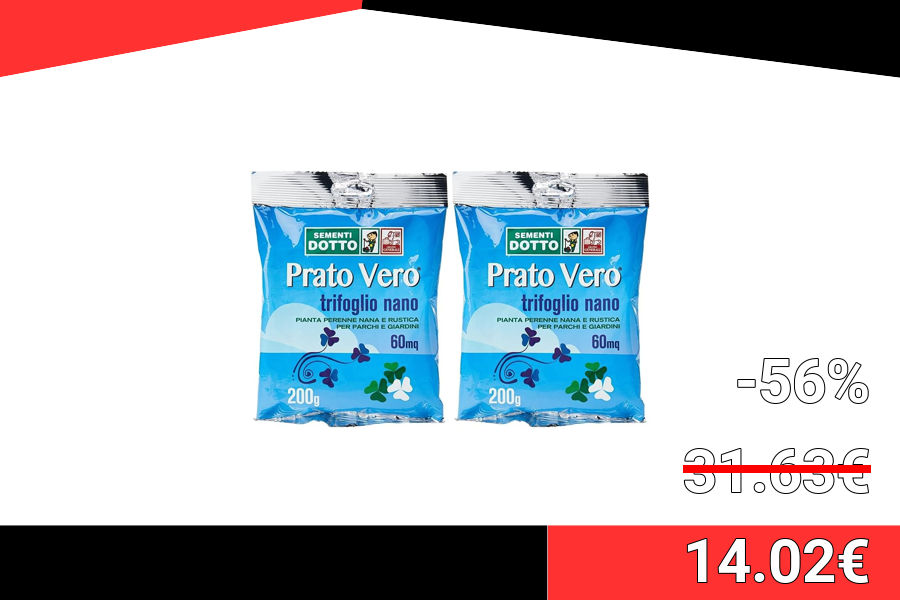 SEMENTI
DOTTO
Prato Vero
trifoglio nano
PIANTA PERENNE NANA E RUSTICA
PER PARCHI E GIARDINI
60mq
200g
SEMENTI
DOTTO
Prato Vero
trifoglio nano
PIANTA PERENNE NANA E RUSTICA
PER PARCHI E GIARDINI
60mq
200g
-56%
31.63€
14.02€